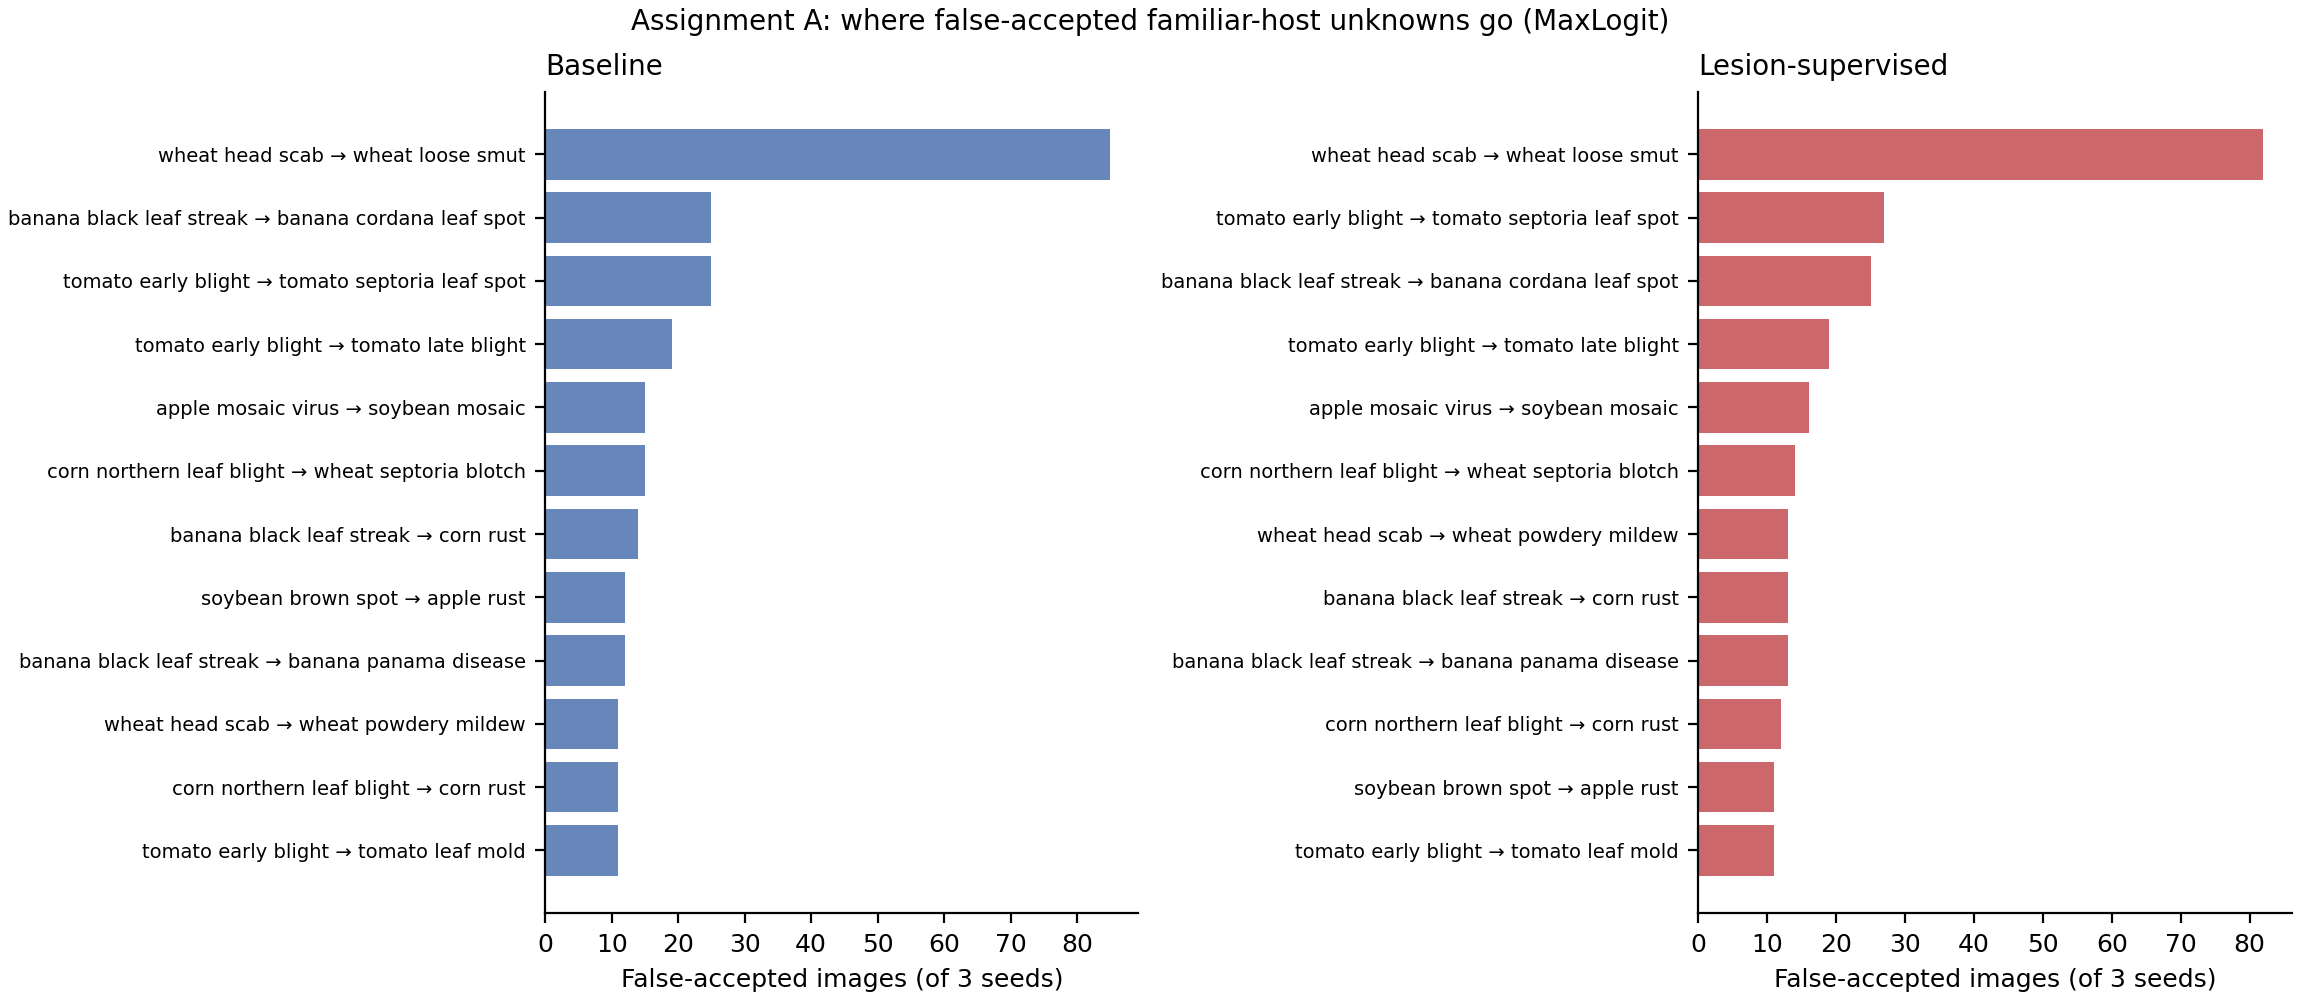 Assignment A: where false-accepted familiar-host unknowns go (MaxLogit)
Baseline
wheat head scab → wheat loose smut
banana black leaf streak → banana cordana leaf spot
tomato early blight → tomato septoria leaf spot
tomato early blight → tomato late blight
apple mosaic virus → soybean mosaic
corn northern leaf blight → wheat septoria blotch
banana black leaf streak → corn rust
soybean brown spot → apple rust
banana black leaf streak → banana panama disease
wheat head scab → wheat powdery mildew
corn northern leaf blight → corn rust
tomato early blight → tomato leaf mold
0 10 20 30 40 50 60 70 80
False-accepted images (of 3 seeds)
Lesion-supervised
wheat head scab → wheat loose smut
tomato early blight → tomato septoria leaf spot
banana black leaf streak → banana cordana leaf spot
tomato early blight → tomato late blight
apple mosaic virus → soybean mosaic
corn northern leaf blight → wheat septoria blotch
wheat head scab → wheat powdery mildew
banana black leaf streak → corn rust
banana black leaf streak → banana panama disease
corn northern leaf blight → corn rust
soybean brown spot → apple rust
tomato early blight → tomato leaf mold
0 10 20 30 40 50 60 70 80
False-accepted images (of 3 seeds)